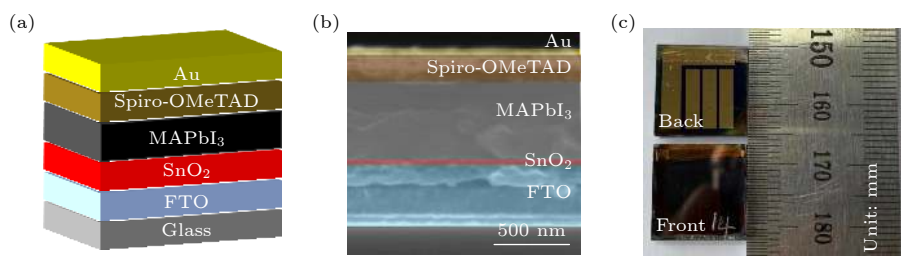 (a)
Au
Spiro-OMeTAD
MAPbI₃
SnO₂
FTO
Glass
(b)
Au
Spiro-OMeTAD
MAPbI₃
SnO₂
FTO
500 nm
(c)
Back
Front
14
150
160
170
180
Unit: mm